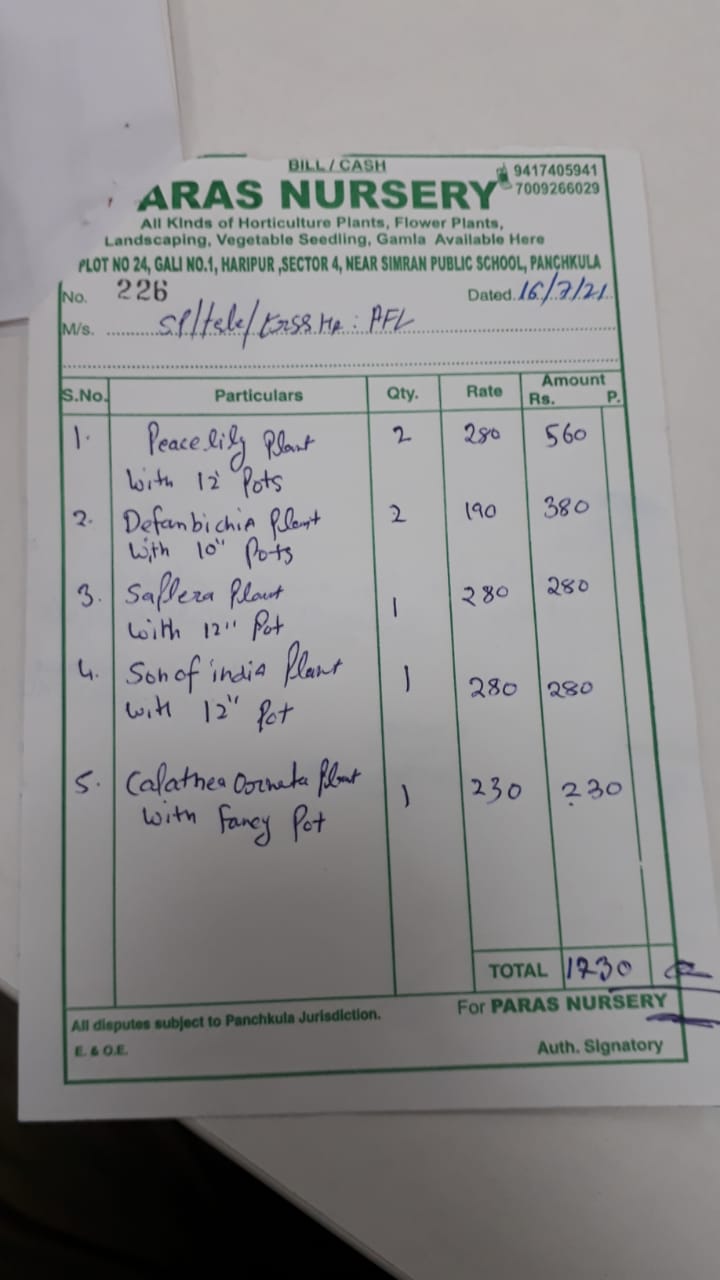 BILL / CASH
9417405941
ARAS NURSERY
7009266029
All Kinds of Horticulture Plants, Flower Plants,
Landscaping, Vegetable Seedling, Gamla Available Here
PLOT NO 24, GALI NO.1, HARIPUR ,SECTOR 4, NEAR SIMRAN PUBLIC SCHOOL, PANCHKULA
No. 226 Dated. 16/7/21
M/s.
S.No. Particulars Qty. Rate Amount
Rs. P.
1. Peace lily Plant 2 280 560
With 12" Pots
2. Defanbichia Plant 2 190 380
With 10" Pots
3. Saflera Plant 1 280 280
with 12" Pot
4. Son of india Plant 1 280 280
with 12" Pot
5. Calathea Oornata Plant 1 230 230
with Fancy Pot
TOTAL 1730
For PARAS NURSERY
All disputes subject to Panchkula Jurisdiction.
E. & O.E.
Auth. Signatory